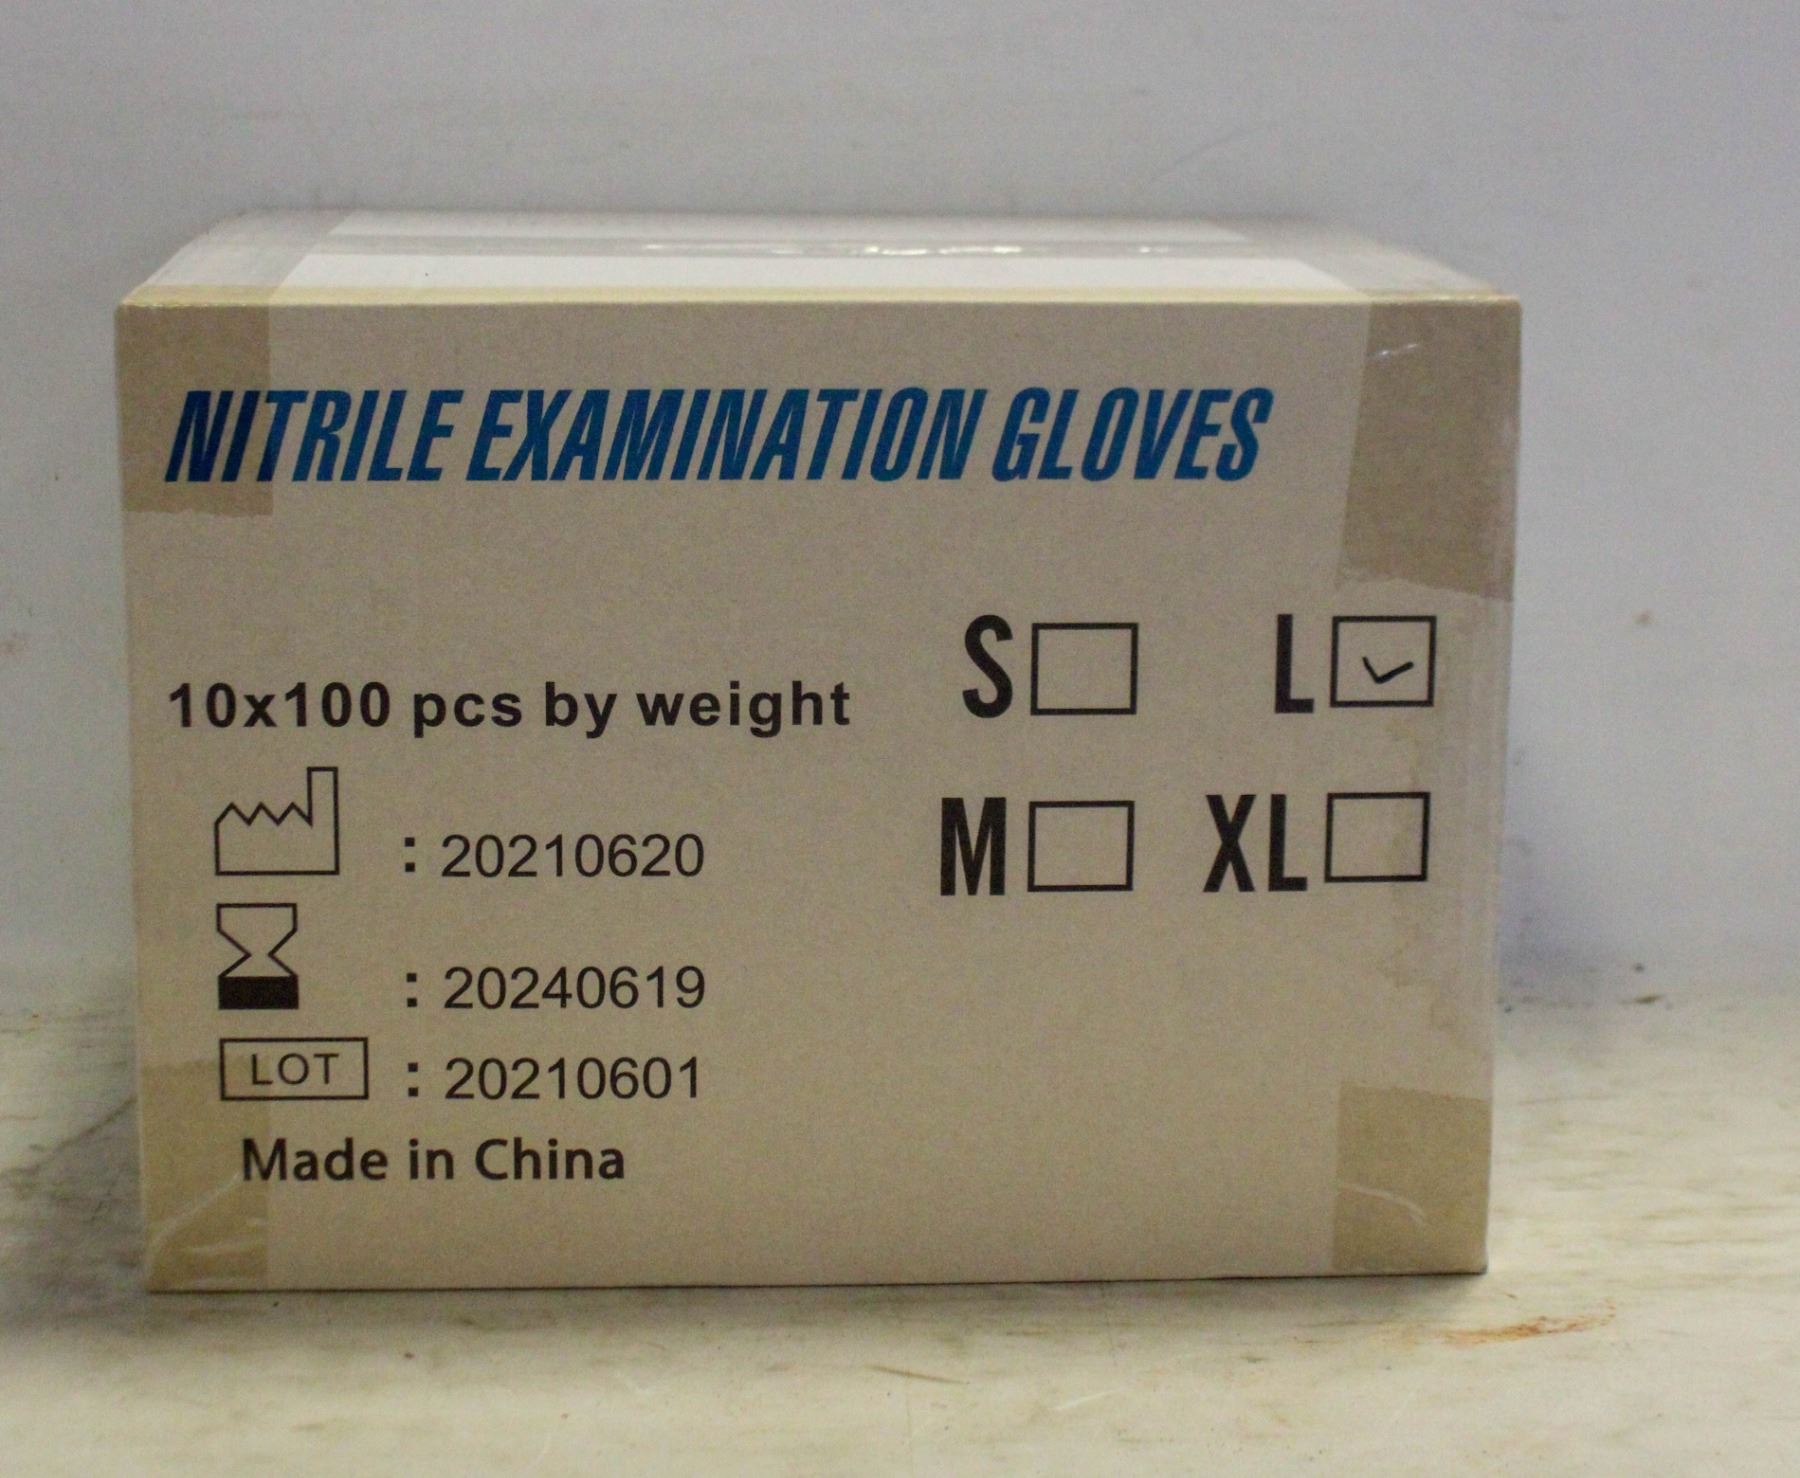 NITRILE EXAMINATION GLOVES
10x100 pcs by weight
S L
M XL
: 20210620
: 20240619
LOT : 20210601
Made in China